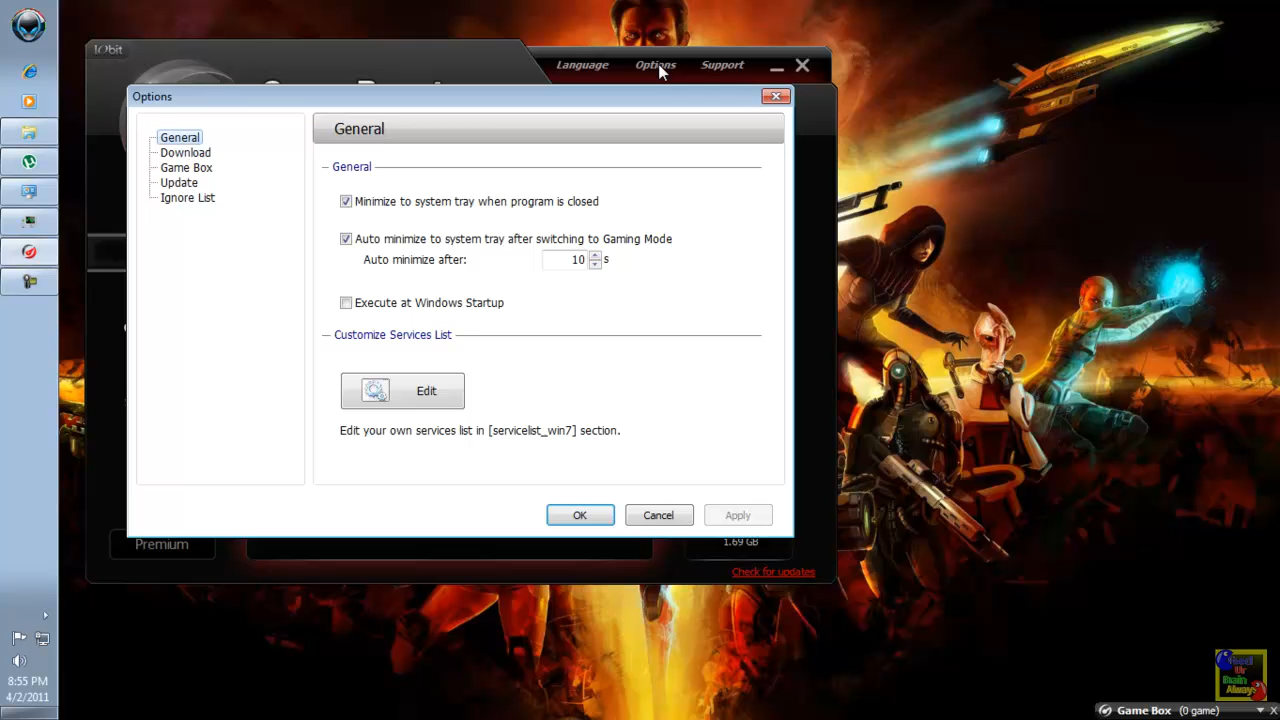 IObit
Language
Options
Support
Options
General
Download
Game Box
Update
Ignore List
General
General
Minimize to system tray when program is closed
Auto minimize to system tray after switching to Gaming Mode
Auto minimize after:
10
s
Execute at Windows Startup
Customize Services List
Edit
Edit your own services list in [servicelist_win7] section.
OK
Cancel
Apply
Premium
1.69 GB
Check for updates
8:55 PM
4/2/2011
Ur
Brain
Always
Game Box (0 game)